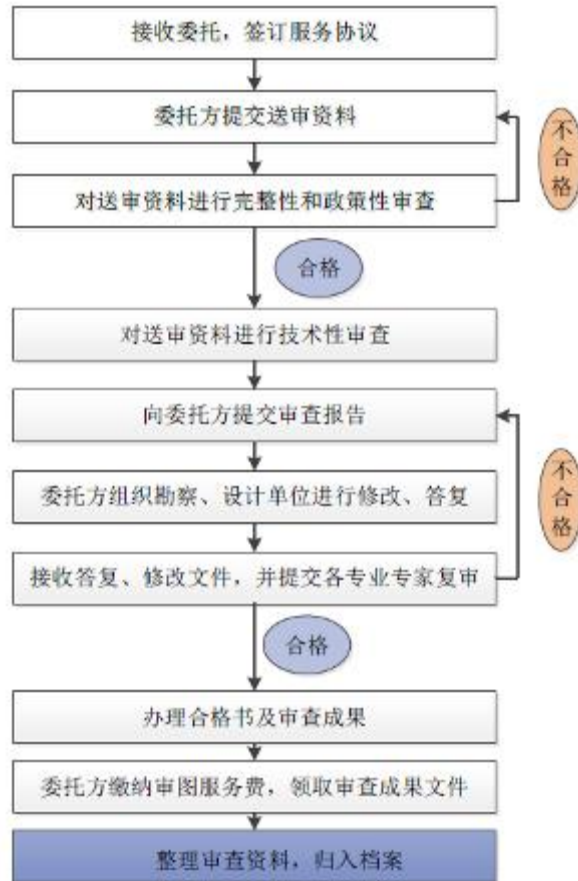 接收委托，签订服务协议
委托方提交送审资料
不合格
对送审资料进行完整性和政策性审查
合格
对送审资料进行技术性审查
向委托方提交审查报告
委托方组织勘察、设计单位进行修改、答复
不合格
接收答复、修改文件，并提交各专业专家复审
合格
办理合格书及审查成果
委托方缴纳审图服务费，领取审查成果文件
整理审查资料，归入档案